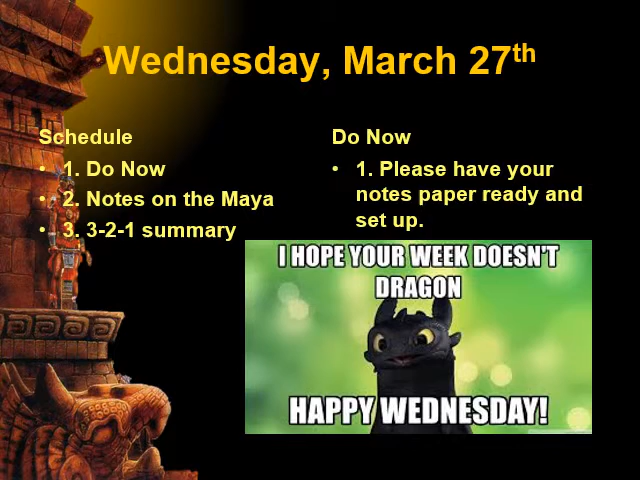 Wednesday, March 27th
Schedule
• 1. Do Now
• 2. Notes on the Maya
• 3. 3-2-1 summary
Do Now
• 1. Please have your
notes paper ready and
set up.
I HOPE YOUR WEEK DOESN'T
DRAGON
HAPPY WEDNESDAY!